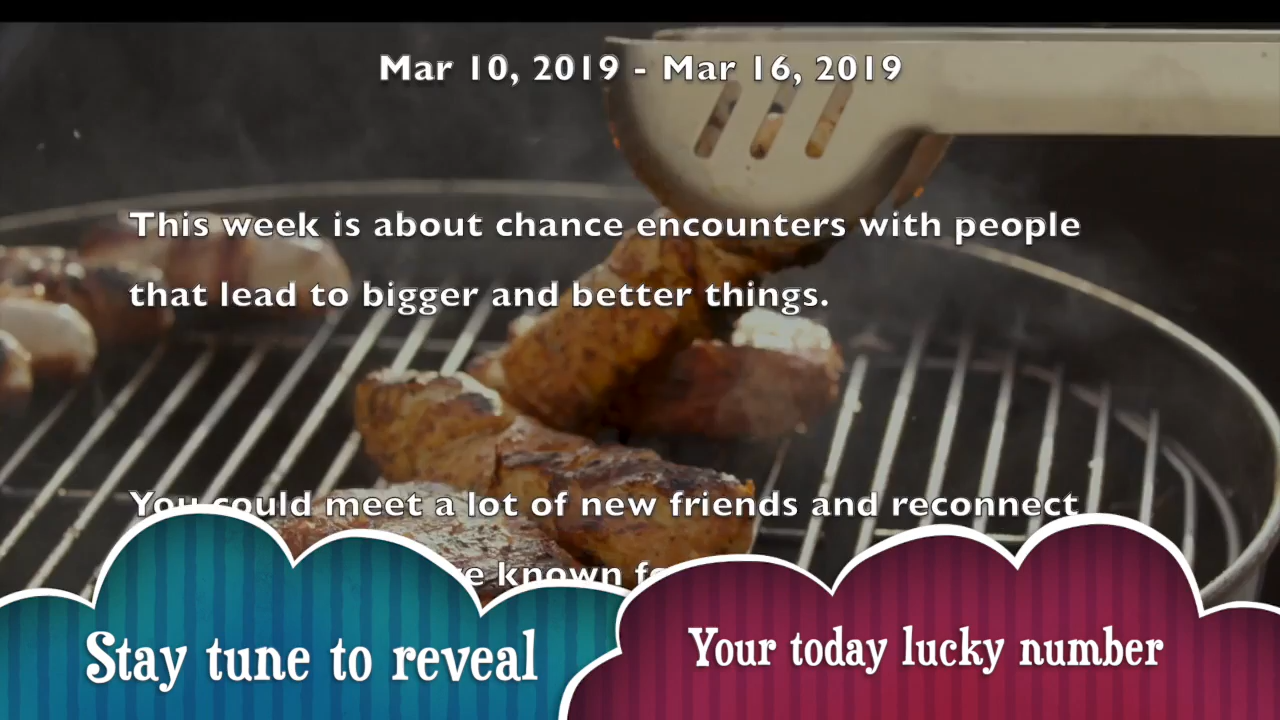 Mar 10, 2019 - Mar 16, 2019
This week is about chance encounters with people
that lead to bigger and better things.
You could meet a lot of new friends and reconnect
known
Stay tune to reveal
Your today lucky number